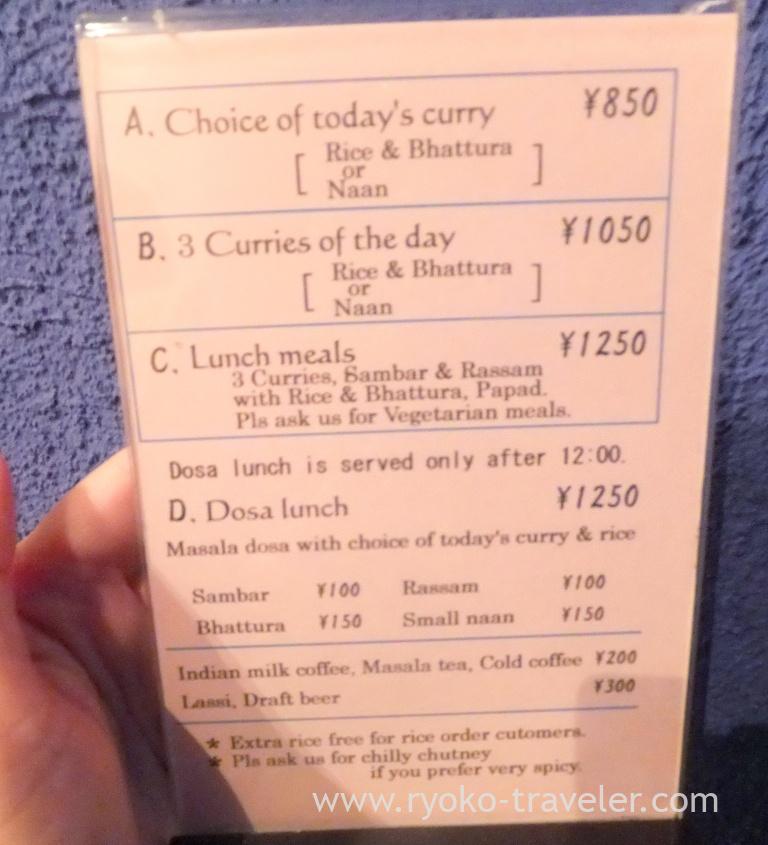 A. Choice of today's curry ¥850
[ Rice & Bhattura ]
or
Naan
B. 3 Curries of the day ¥1050
[ Rice & Bhattura ]
or
Naan
C. Lunch meals ¥1250
3 Curries, Sambar & Rassam
with Rice & Bhattura, Papad.
Pls ask us for Vegetarian meals.
Dosa lunch is served only after 12:00.
D. Dosa lunch ¥1250
Masala dosa with choice of today's curry & rice
Sambar ¥100 Rassam ¥100
Bhattura ¥150 Small naan ¥150
Indian milk coffee, Masala tea, Cold coffee ¥200
Lassi, Draft beer ¥300
★ Extra rice free for rice order cutomers.
★ Pls ask us for chilly chutney
if you prefer very spicy.
www.ryoko-traveler.com